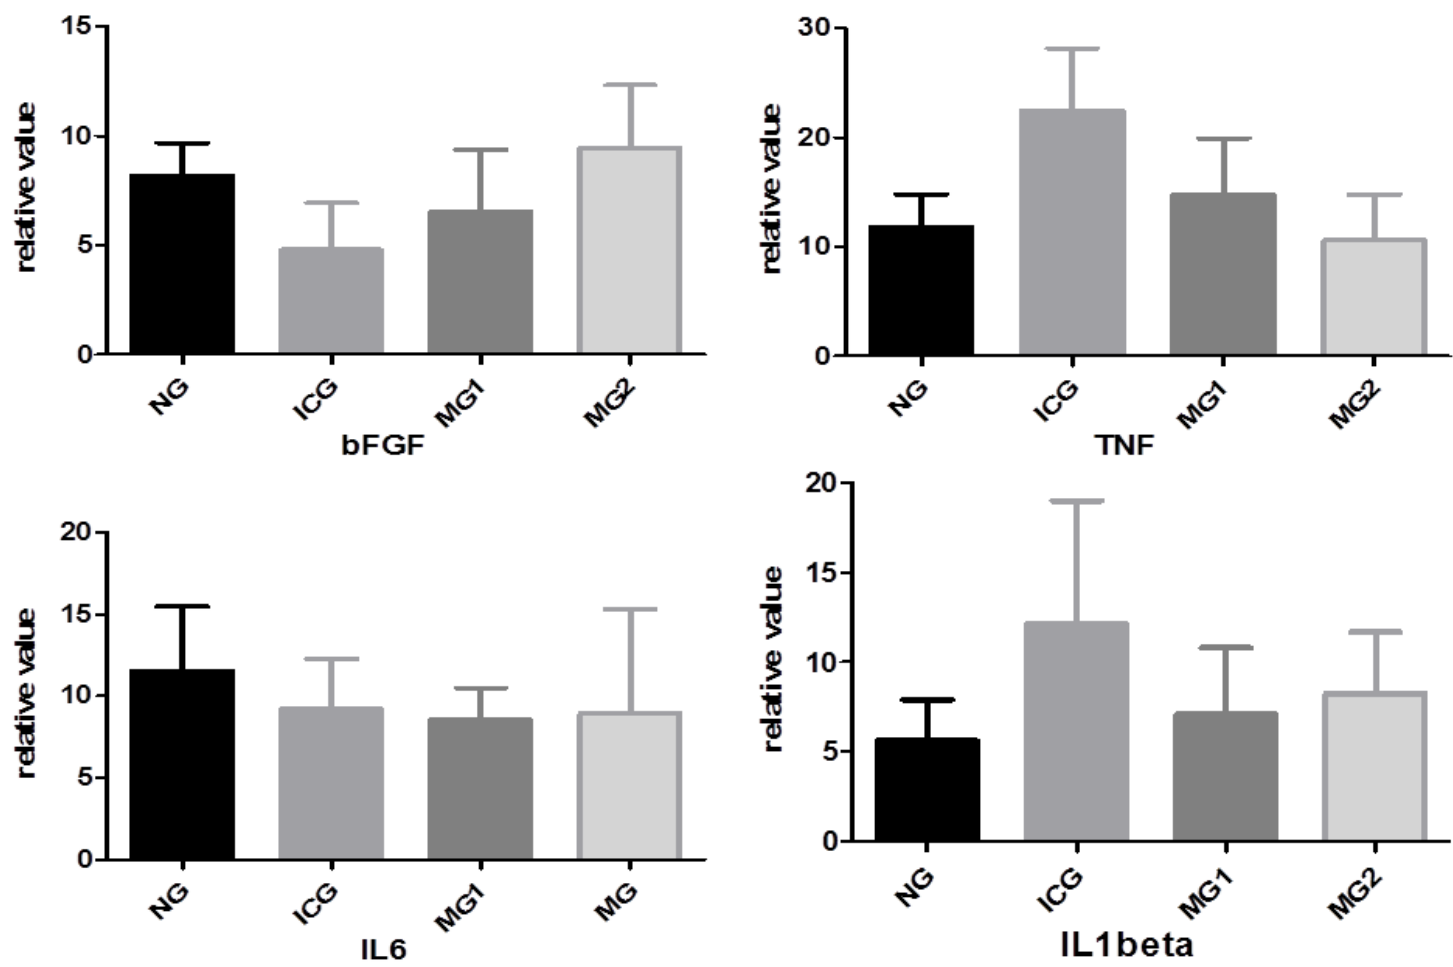 15
10
5
0
relative value
NG
ICG
MG1
MG2
bFGF
30
20
10
0
relative value
NG
ICG
MG1
MG2
TNF
20
15
10
5
0
relative value
NG
ICG
MG1
MG
IL6
20
15
10
5
0
relative value
NG
ICG
MG1
MG2
IL1beta